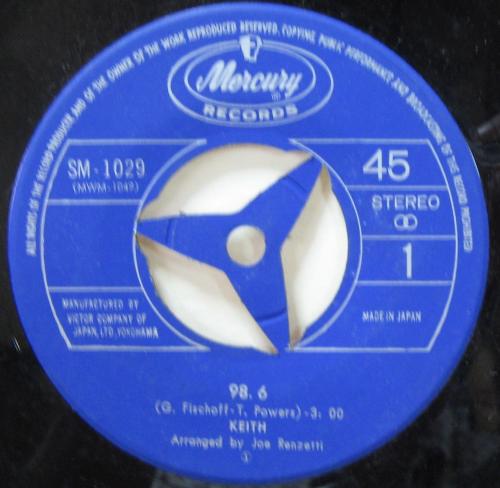 ALL RIGHTS OF THE RECORD PRODUCER AND OF THE OWNER OF THE WORK REPRODUCED RESERVED. COPYING, PUBLIC PERFORMANCE AND BROADCASTING OF THE RECORD PROHIBITED
Mercury
RECORDS
SM-1029
(MWM-1049)
45
STEREO
1
MANUFACTURED BY
VICTOR COMPANY OF
JAPAN, LTD, YOKOHAMA
MADE IN JAPAN
98.6
(G. Fischoff-T. Powers)-3: 00
KEITH
Arranged by Joe Renzetti